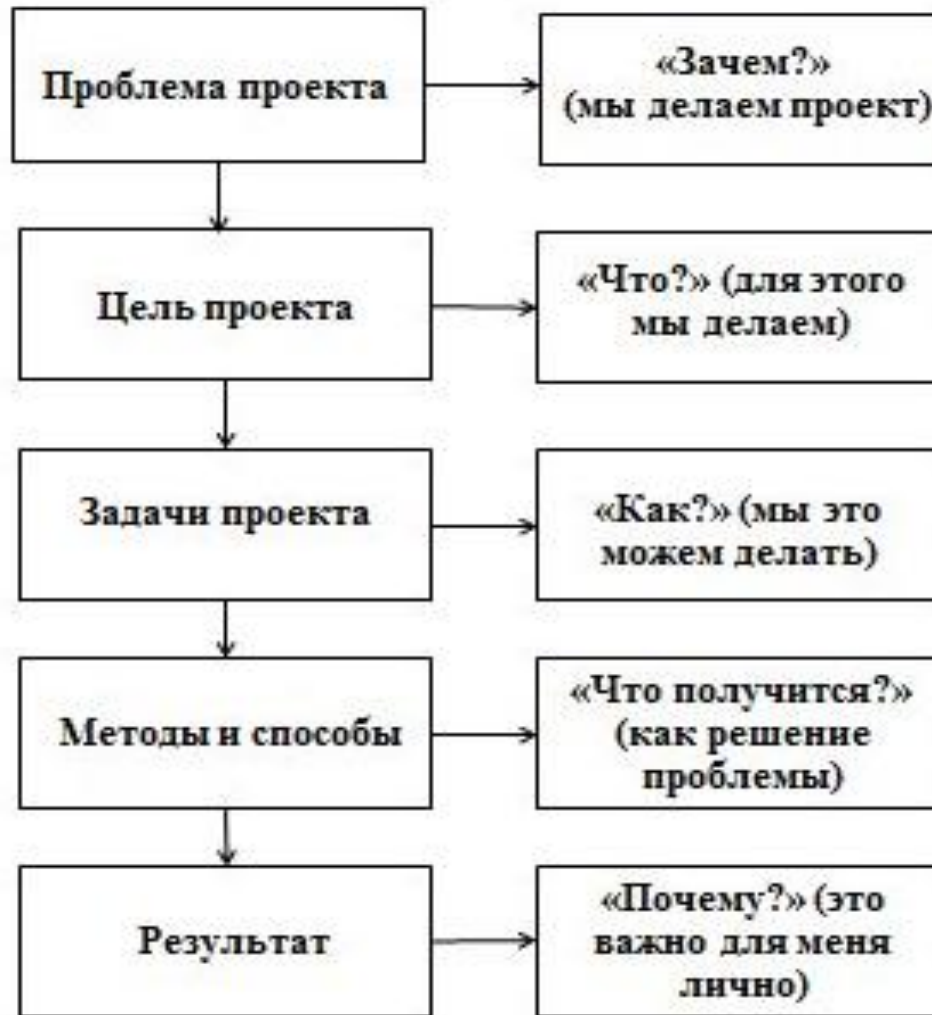 Проблема проекта
«Зачем?»
(мы делаем проект)
Цель проекта
«Что?» (для этого
мы делаем)
Задачи проекта
«Как?» (мы это
можем делать)
Методы и способы
«Что получится?»
(как решение
проблемы)
Результат
«Почему?» (это
важно для меня
лично)